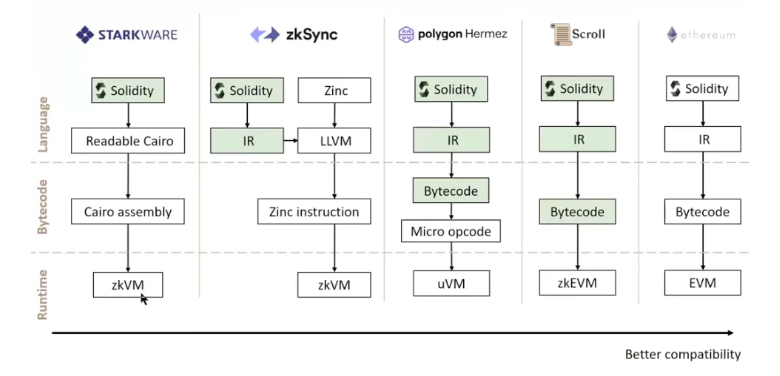 STARKWARE
zkSync
polygon Hermez
Scroll
ethereum
Language
Solidity
Solidity
Zinc
Solidity
Solidity
Solidity
Readable Cairo
IR
LLVM
IR
IR
IR
Bytecode
Cairo assembly
Zinc instruction
Bytecode
Micro opcode
Bytecode
Bytecode
Runtime
zkVM
zkVM
uVM
zkEVM
EVM
Better compatibility